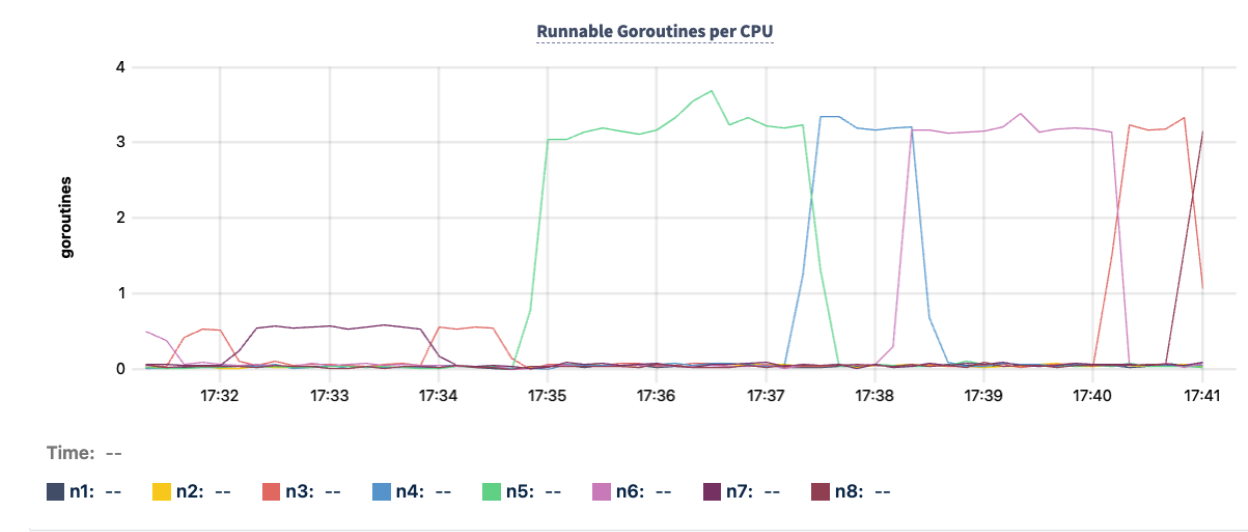 Runnable Goroutines per CPU
4
3
2
1
0
goroutines
17:32 17:33 17:34 17:35 17:36 17:37 17:38 17:39 17:40 17:41
Time: --
n1: -- n2: -- n3: -- n4: -- n5: -- n6: -- n7: -- n8: --